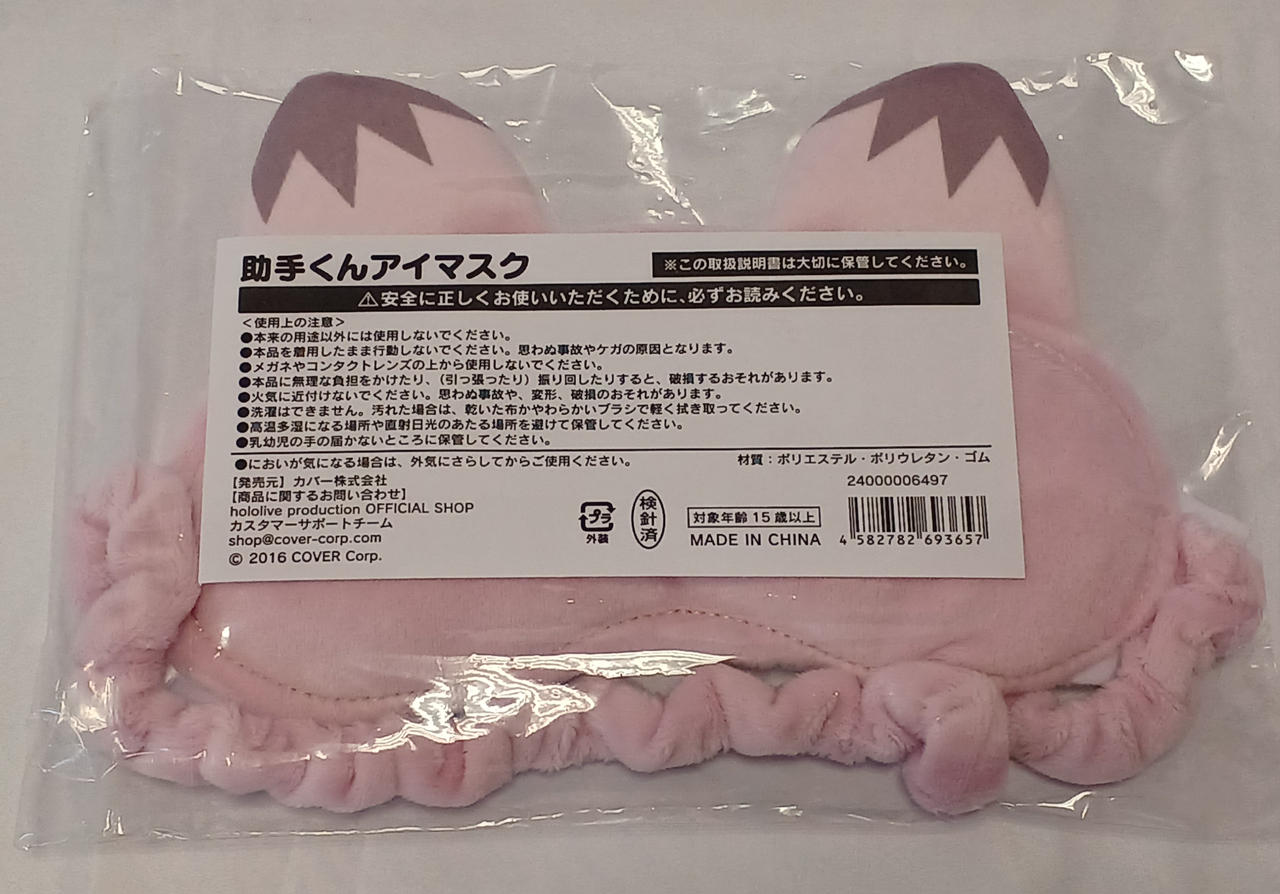 助手くんアイマスク
※この取扱説明書は大切に保管してください。
⚠安全に正しくお使いいただくために、必ずお読みください。
＜使用上の注意＞
●本来の用途以外には使用しないでください。
●本品を着用したまま行動しないでください。思わぬ事故やケガの原因となります。
●メガネやコンタクトレンズの上から使用しないでください。
●本品に無理な負担をかけたり、（引っ張ったり）振り回したりすると、破損するおそれがあります。
●火気に近付けないでください。思わぬ事故や、変形、破損のおそれがあります。
●洗濯はできません。汚れた場合は、乾いた布かやわらかいブラシで軽く拭き取ってください。
●高温多湿になる場所や直射日光のあたる場所を避けて保管してください。
●乳幼児の手の届かないところに保管してください。
●においが気になる場合は、外気にさらしてからご使用ください。
材質：ポリエステル・ポリウレタン・ゴム
【発売元】カバー株式会社
【商品に関するお問い合わせ】
hololive production OFFICIAL SHOP
カスタマーサポートチーム
shop@cover-corp.com
© 2016 COVER Corp.
プラ
外装
検針済
対象年齢15歳以上
MADE IN CHINA
24000006497
4 582782 693657